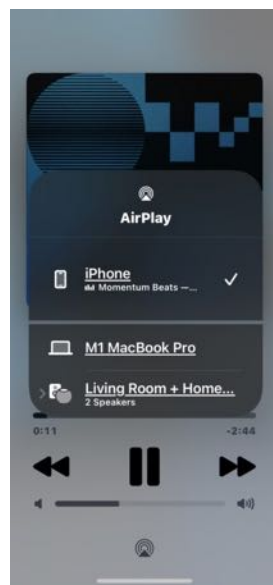 AirPlay
iPhone
Momentum Beats —...
M1 MacBook Pro
Living Room + Home...
2 Speakers
0:11
-2:44